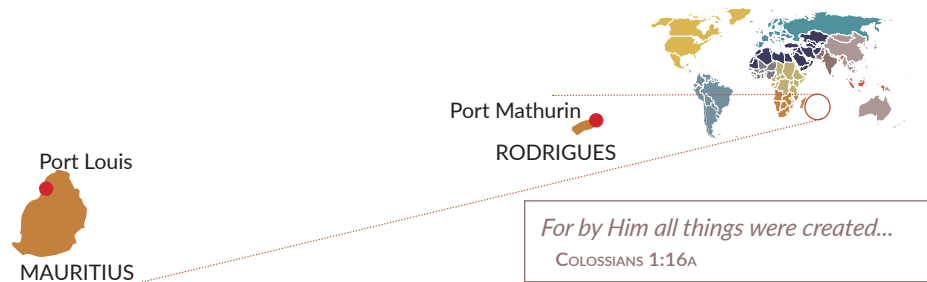 Port Mathurin
RODRIGUES
Port Louis
MAURITIUS
For by Him all things were created...
Colossians 1:16a